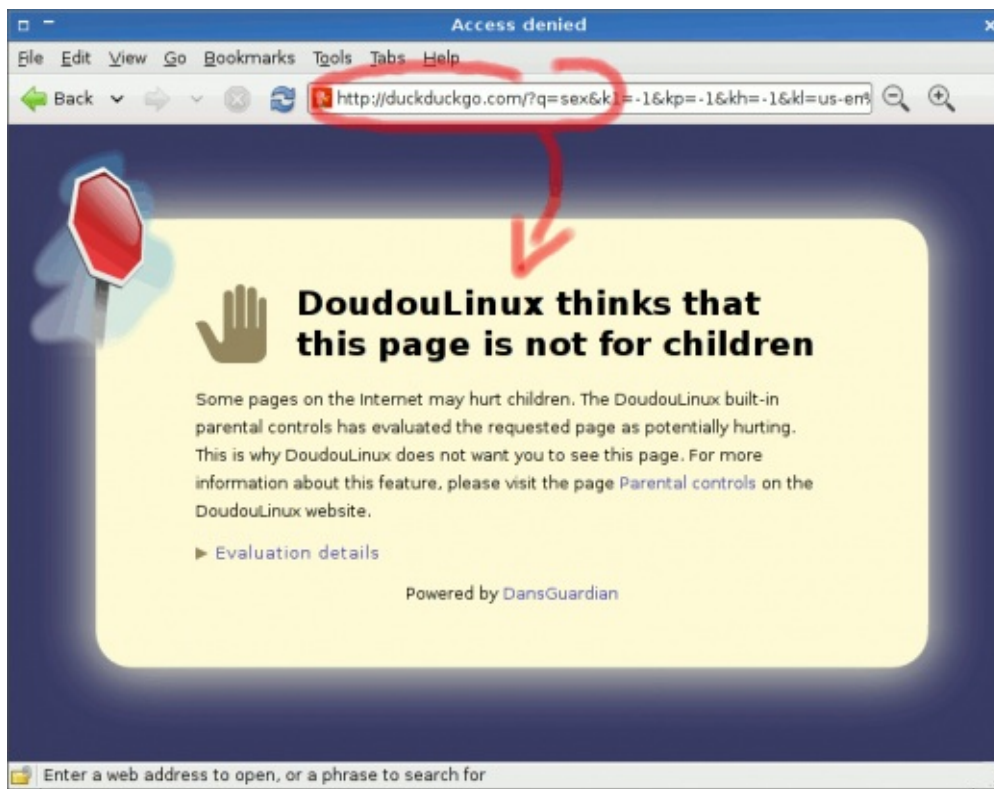 Access denied
File Edit View Go Bookmarks Tools Tabs Help
Back http://duckduckgo.com/?q=sex&k1=-1&kp=-1&kh=-1&kl=us-en%
DoudouLinux thinks that
this page is not for children
Some pages on the Internet may hurt children. The DoudouLinux built-in
parental controls has evaluated the requested page as potentially hurting.
This is why DoudouLinux does not want you to see this page. For more
information about this feature, please visit the page Parental controls on the
DoudouLinux website.
Evaluation details
Powered by DansGuardian
Enter a web address to open, or a phrase to search for